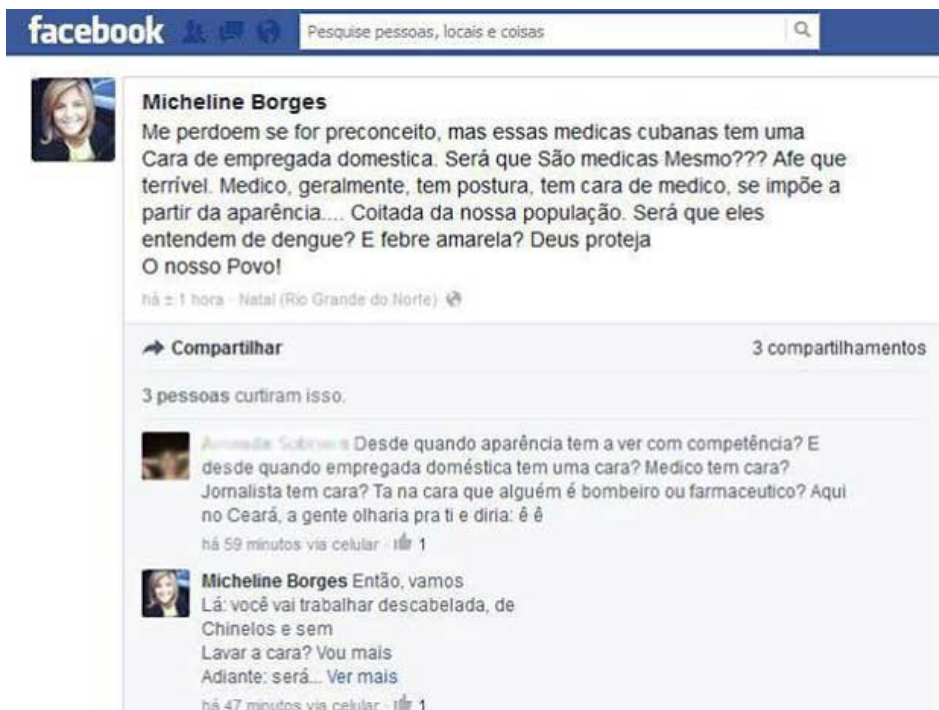 facebook
Pesquise pessoas, locais e coisas
Micheline Borges
Me perdoem se for preconceito, mas essas medicas cubanas tem uma
Cara de empregada domestica. Será que São medicas Mesmo??? Afe que
terrível. Medico, geralmente, tem postura, tem cara de medico, se impõe a
partir da aparência.... Coitada da nossa população. Será que eles
entendem de dengue? E febre amarela? Deus proteja
O nosso Povo!
há ± 1 hora · Natal (Rio Grande do Norte)
Compartilhar
3 compartilhamentos
3 pessoas curtiram isso.
Desde quando aparência tem a ver com competência? E
desde quando empregada doméstica tem uma cara? Medico tem cara?
Jornalista tem cara? Ta na cara que alguém é bombeiro ou farmaceutico? Aqui
no Ceará, a gente olharia pra ti e diria: ê ê
há 59 minutos via celular · 1
Micheline Borges Então, vamos
Lá: você vai trabalhar descabelada, de
Chinelos e sem
Lavar a cara? Vou mais
Adiante: será... Ver mais
há 47 minutos via celular · 1